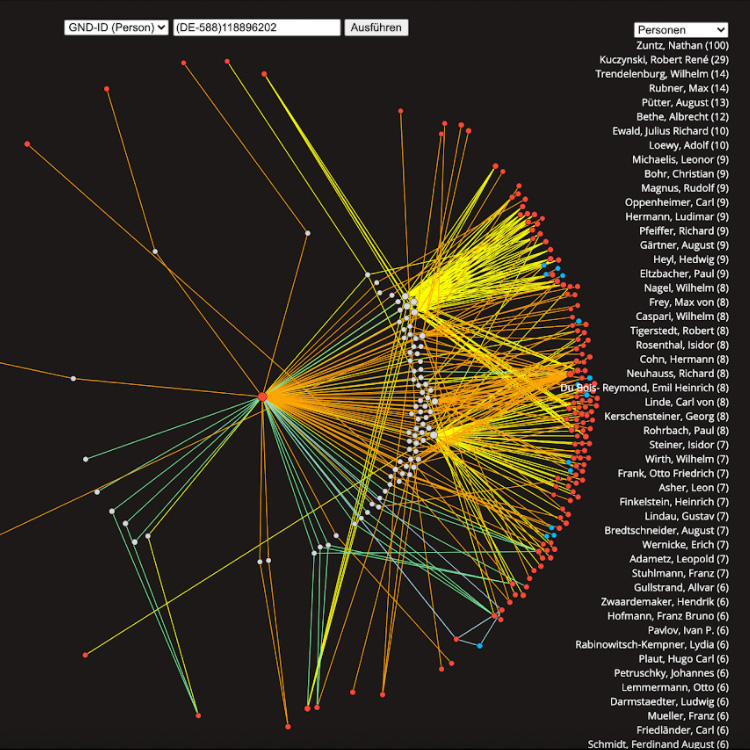 GND-ID (Person) (DE-588)118896202 Ausführen
Personen
Zuntz, Nathan (100)
Kuczynski, Robert René (29)
Trendelenburg, Wilhelm (14)
Rubner, Max (14)
Pütter, August (13)
Bethe, Albrecht (12)
Ewald, Julius Richard (10)
Loewy, Adolf (10)
Michaelis, Leonor (9)
Bohr, Christian (9)
Magnus, Rudolf (9)
Oppenheimer, Carl (9)
Hermann, Ludimar (9)
Pfeiffer, Richard (9)
Gärtner, August (9)
Heyl, Hedwig (9)
Eltzbacher, Paul (9)
Nagel, Wilhelm (8)
Frey, Max von (8)
Caspari, Wilhelm (8)
Tigerstedt, Robert (8)
Rosenthal, Isidor (8)
Cohn, Hermann (8)
Neuhauss, Richard (8)
Du Bois- Reymond, Emil Heinrich (8)
Linde, Carl von (8)
Kerschensteiner, Georg (8)
Rohrbach, Paul (8)
Steiner, Isidor (7)
Wirth, Wilhelm (7)
Frank, Otto Friedrich (7)
Asher, Leon (7)
Finkelstein, Heinrich (7)
Lindau, Gustav (7)
Bredtschneider, August (7)
Wernicke, Erich (7)
Adametz, Leopold (7)
Stuhlmann, Franz (7)
Gullstrand, Allvar (6)
Zwaardemaker, Hendrik (6)
Hofmann, Franz Bruno (6)
Pavlov, Ivan P. (6)
Rabinowitsch-Kempner, Lydia (6)
Plaut, Hugo Carl (6)
Petruschky, Johannes (6)
Lemmermann, Otto (6)
Darmstaedter, Ludwig (6)
Mueller, Franz (6)
Friedländer, Carl (6)
Schmidt, Ferdinand August (6)